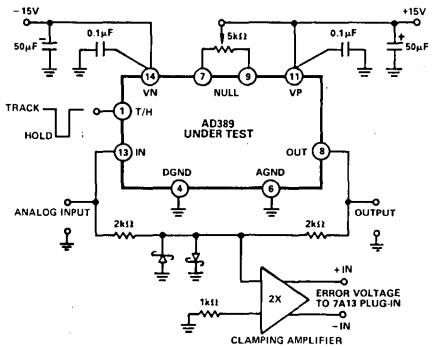 −15V
+15V
50μF
0.1μF
5kΩ
0.1μF
50μF
14
7
9
11
VN
NULL
VP
TRACK
HOLD
1
T/H
AD389
UNDER TEST
13
IN
OUT
8
DGND
AGND
4
6
ANALOG INPUT
OUTPUT
2kΩ
2kΩ
+IN
1kΩ
2X
ERROR VOLTAGE
TO 7A13 PLUG-IN
−IN
CLAMPING AMPLIFIER